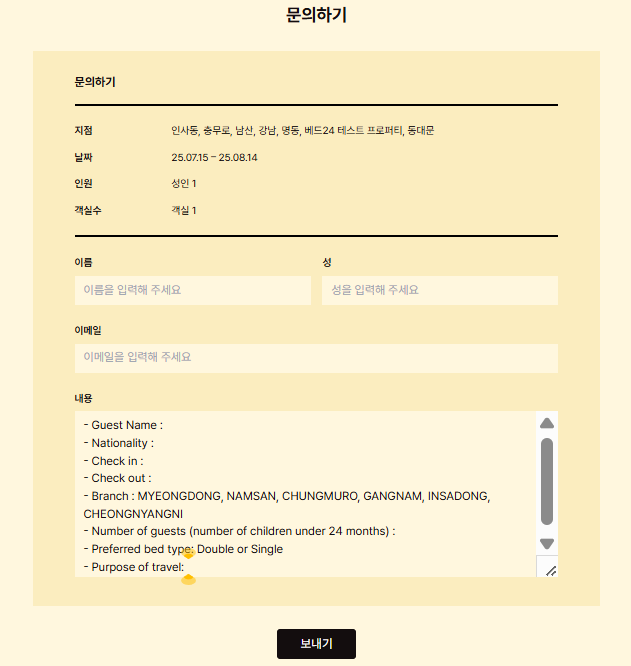 문의하기
문의하기
지점 인사동, 충무로, 남산, 강남, 명동, 베드24 테스트 프로퍼티, 동대문
날짜 25.07.15 – 25.08.14
인원 성인 1
객실수 객실 1
이름 성
이름을 입력해 주세요 성을 입력해 주세요
이메일
이메일을 입력해 주세요
내용
- Guest Name :
- Nationality :
- Check in :
- Check out :
- Branch : MYEONGDONG, NAMSAN, CHUNGMURO, GANGNAM, INSADONG,
CHEONGNYANGNI
- Number of guests (number of children under 24 months) :
- Preferred bed type: Double or Single
- Purpose of travel:
보내기